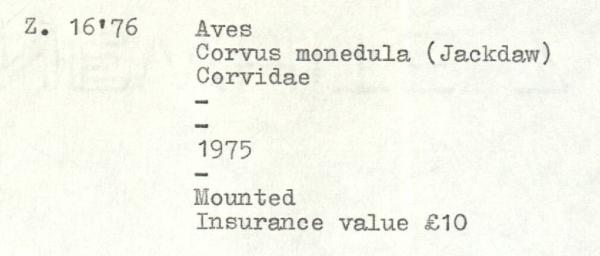 Z. 16'76 Aves
Corvus monedula (Jackdaw)
Corvidae
–
–
1975
–
Mounted
Insurance value £10